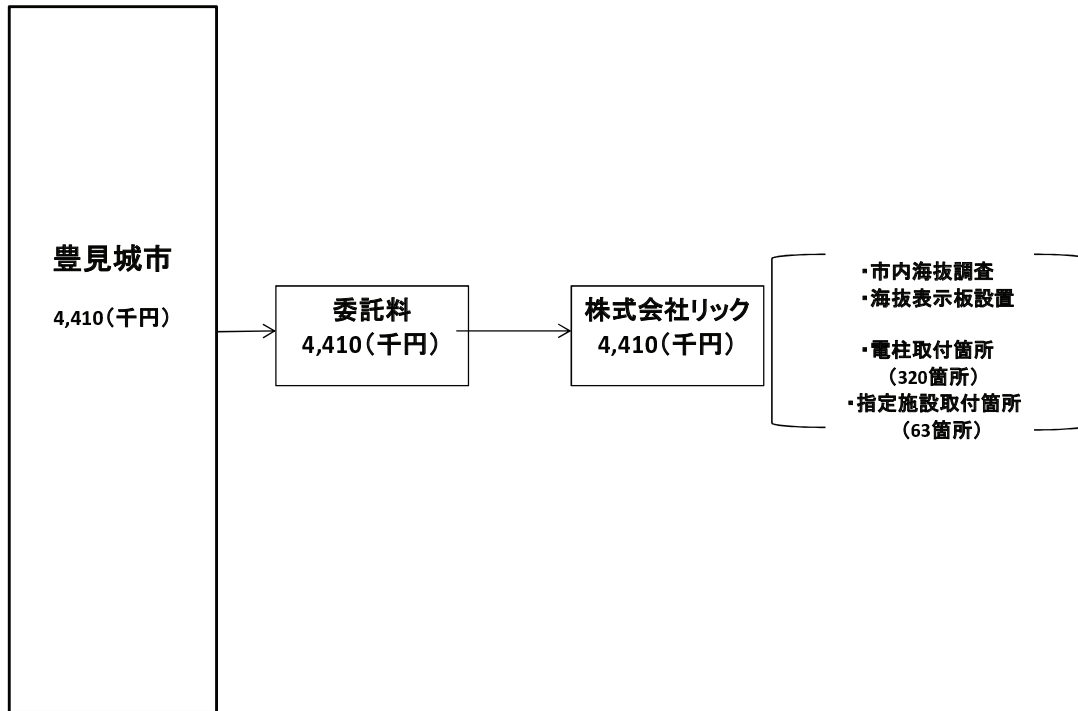 豊見城市
4,410(千円)
委託料
4,410(千円)
株式会社リック
4,410(千円)
・市内海抜調査
・海抜表示板設置
・電柱取付箇所
(320箇所)
・指定施設取付箇所
(63箇所)